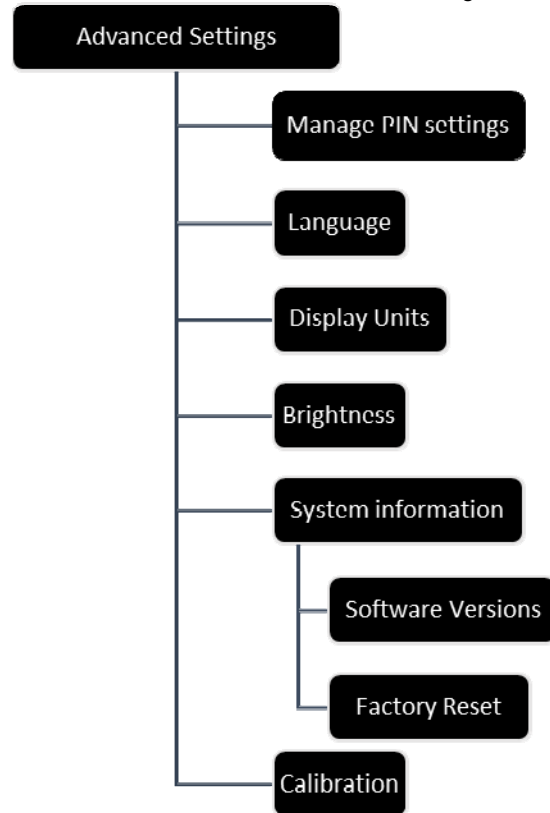 Advanced Settings
Manage PIN settings
Language
Display Units
Brightness
System information
Software Versions
Factory Reset
Calibration